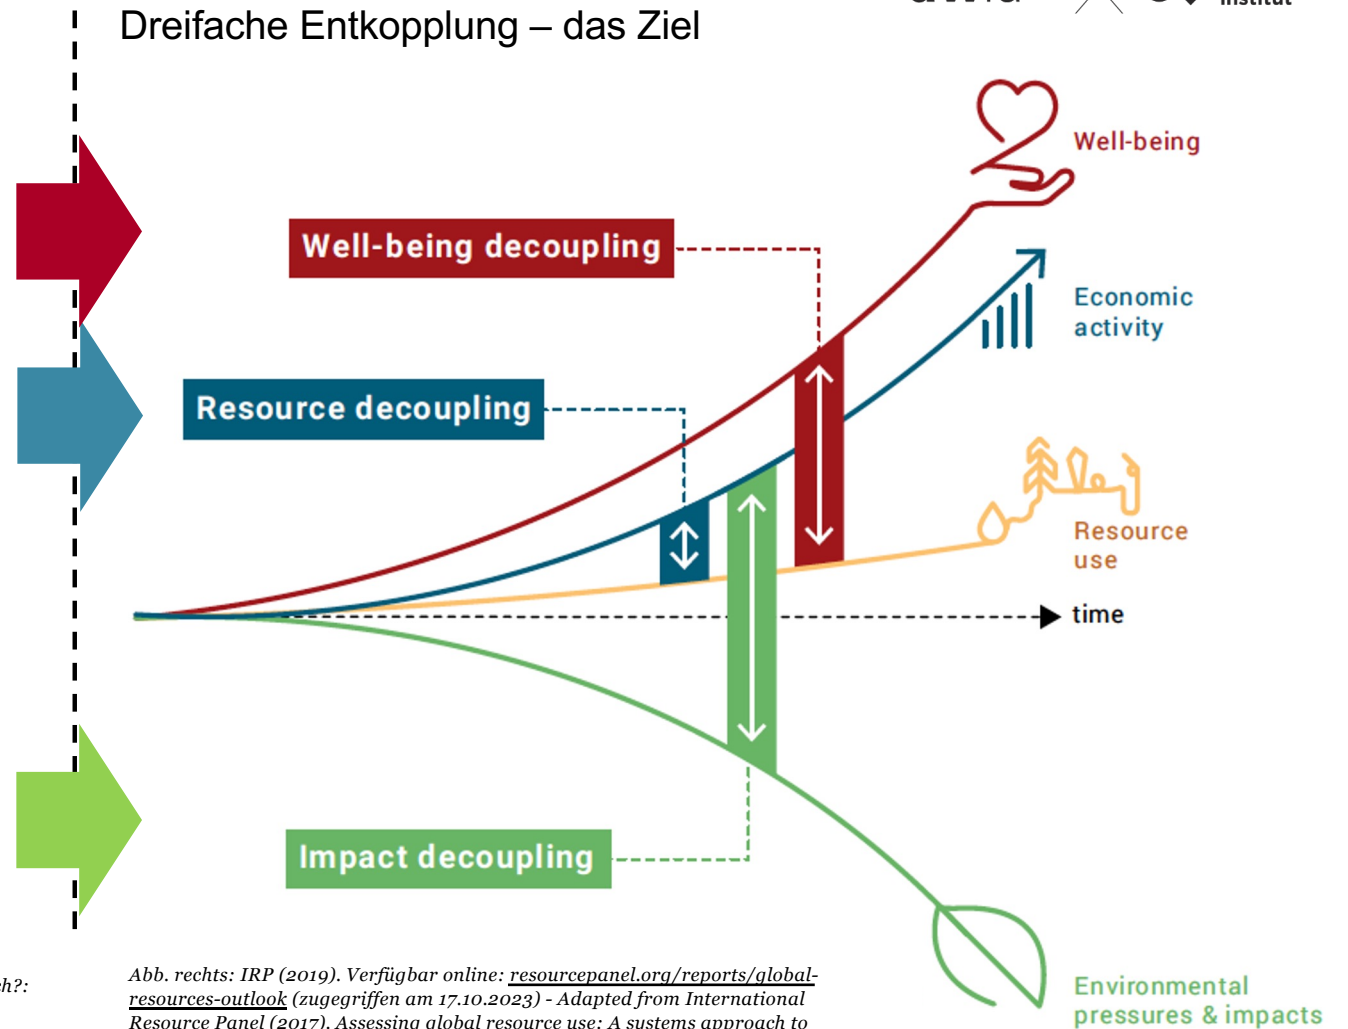 Dreifache Entkopplung – das Ziel
institut
Well-being
Well-being decoupling
Economic
activity
Resource decoupling
Resource
use
time
Impact decoupling
Environmental
pressures & impacts
h?:
Abb. rechts: IRP (2019). Verfügbar online: resourcepanel.org/reports/global-
resources-outlook (zugegriffen am 17.10.2023) - Adapted from International
Resource Panel (2017). Assessing global resource use: A systems approach to